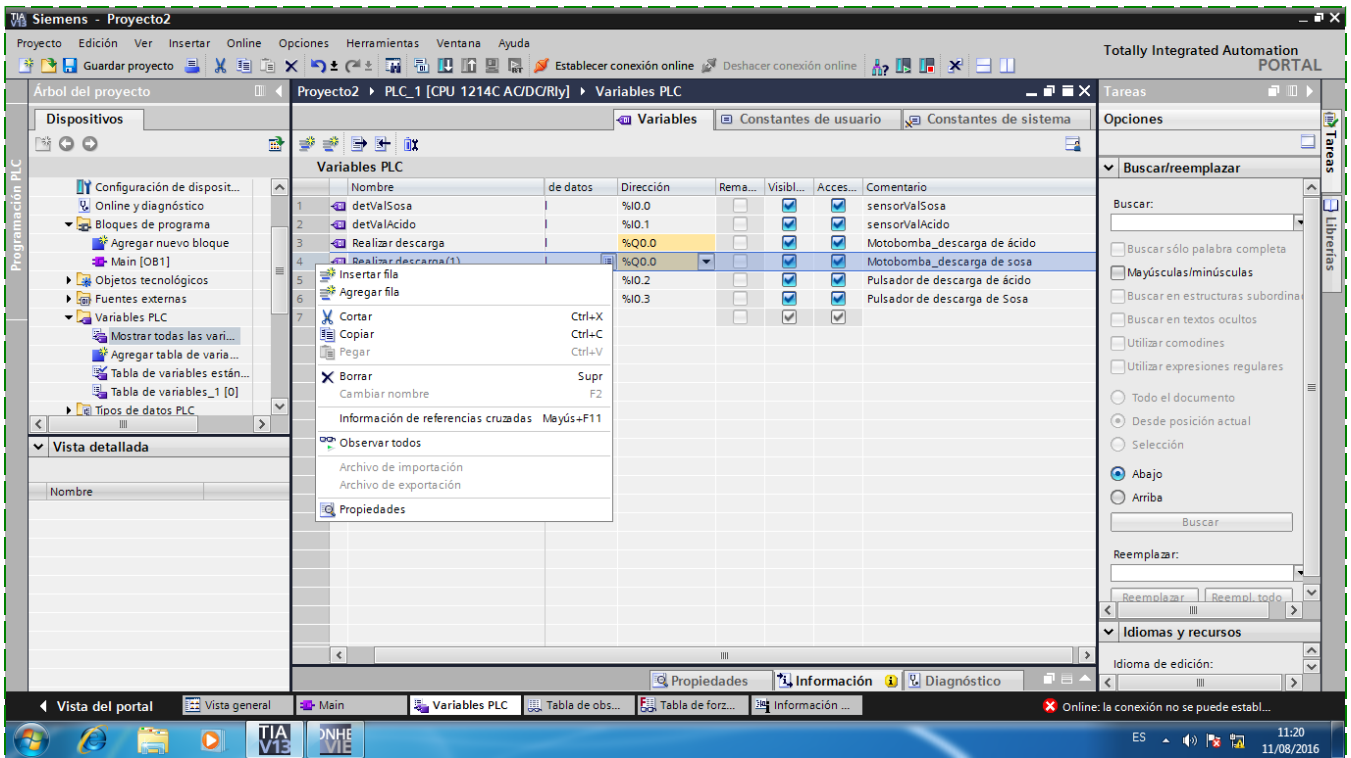 Siemens - Proyecto2
Proyecto Edición Ver Insertar Online Opciones Herramientas Ventana Ayuda
Totally Integrated Automation
PORTAL
Guardar proyecto Establecer conexión online Deshacer conexión online
Árbol del proyecto
Proyecto2 PLC_1 [CPU 1214C AC/DC/Rly] Variables PLC
Tareas
Dispositivos
Variables Constantes de usuario Constantes de sistema
Opciones
Programación PLC
Configuración de disposit...
Online y diagnóstico
Bloques de programa
Agregar nuevo bloque
Main [OB1]
Objetos tecnológicos
Fuentes externas
Variables PLC
Mostrar todas las vari...
Agregar tabla de varia...
Tabla de variables están...
Tabla de variables_1 [0]
Tipos de datos PLC
Vista detallada
Nombre
Variables PLC
Nombre de datos Dirección Rema... Visibl... Acces... Comentario
1 detValSosa %I0.0 sensorValSosa
2 detValAcido %I0.1 sensorValAcido
3 Realizar descarga %Q0.0 Motobomba_descarga de ácido
4 Realizar descarga(1) %Q0.0 Motobomba_descarga de sosa
5 %I0.2 Pulsador de descarga de ácido
6 %I0.3 Pulsador de descarga de Sosa
7
Insertar fila
Agregar fila
Cortar Ctrl+X
Copiar Ctrl+C
Pegar Ctrl+V
Borrar Supr
Cambiar nombre F2
Información de referencias cruzadas Mayús+F11
Observar todos
Archivo de importación
Archivo de exportación
Propiedades
Buscar/reemplazar
Buscar:
Buscar sólo palabra completa
Mayúsculas/minúsculas
Buscar en estructuras subordina
Buscar en textos ocultos
Utilizar comodines
Utilizar expresiones regulares
Todo el documento
Desde posición actual
Selección
Abajo
Arriba
Buscar
Reemplazar:
Reemplazar Reempl. todo
Idiomas y recursos
Idioma de edición:
Tareas
Librerías
Propiedades Información Diagnóstico
Vista del portal Vista general Main Variables PLC Tabla de obs... Tabla de forz... Información ... Online: la conexión no se puede establ...
TIA
V13
ES
11:20
11/08/2016